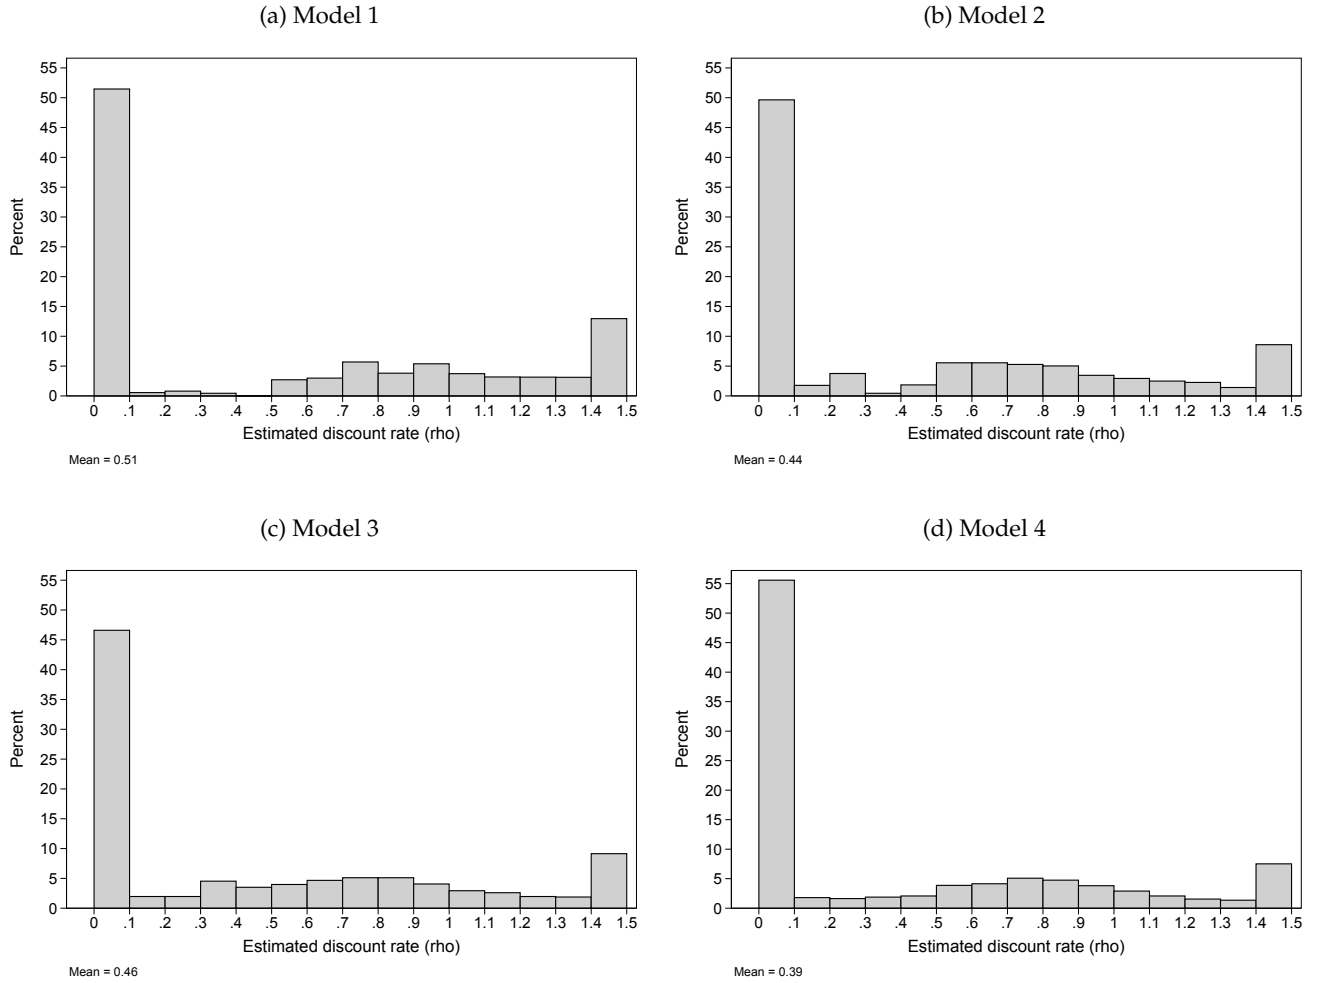 (a) Model 1
Percent
55
50
45
40
35
30
25
20
15
10
5
0
0 .1 .2 .3 .4 .5 .6 .7 .8 .9 1 1.1 1.2 1.3 1.4 1.5
Estimated discount rate (rho)
Mean = 0.51
(b) Model 2
Percent
55
50
45
40
35
30
25
20
15
10
5
0
0 .1 .2 .3 .4 .5 .6 .7 .8 .9 1 1.1 1.2 1.3 1.4 1.5
Estimated discount rate (rho)
Mean = 0.44
(c) Model 3
Percent
55
50
45
40
35
30
25
20
15
10
5
0
0 .1 .2 .3 .4 .5 .6 .7 .8 .9 1 1.1 1.2 1.3 1.4 1.5
Estimated discount rate (rho)
Mean = 0.46
(d) Model 4
Percent
55
50
45
40
35
30
25
20
15
10
5
0
0 .1 .2 .3 .4 .5 .6 .7 .8 .9 1 1.1 1.2 1.3 1.4 1.5
Estimated discount rate (rho)
Mean = 0.39